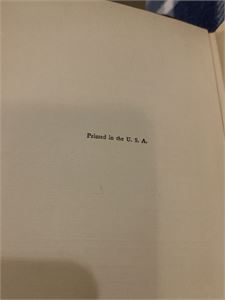 Printed in the U. S. A.